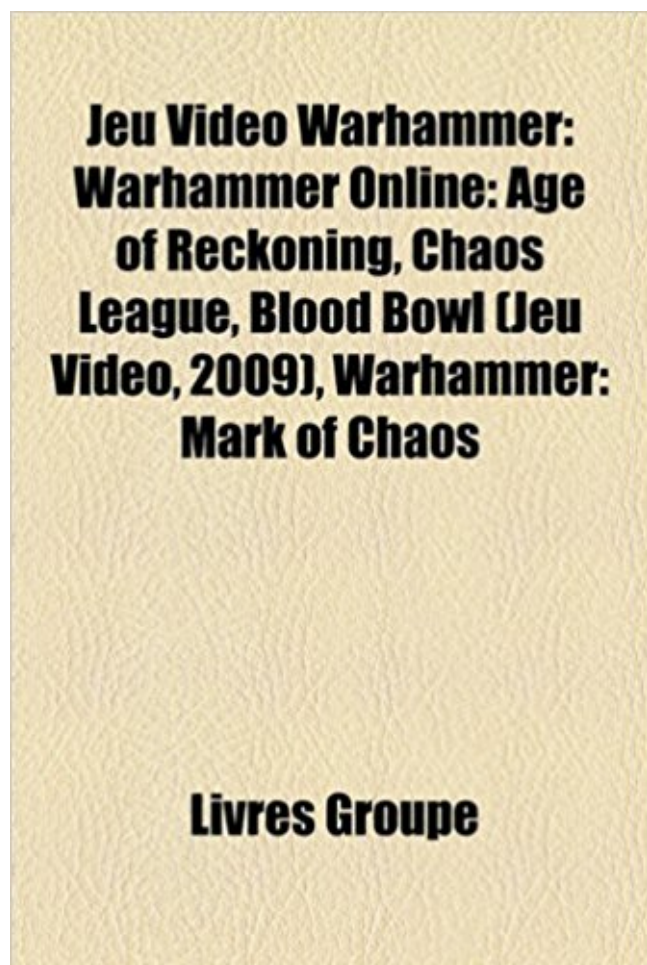 Jeu Video Warhammer:
Warhammer Online: Age
of Reckoning, Chaos
League, Blood Bowl (Jeu
Video, 2009), Warhammer:
Mark of Chaos
Livres Groupe